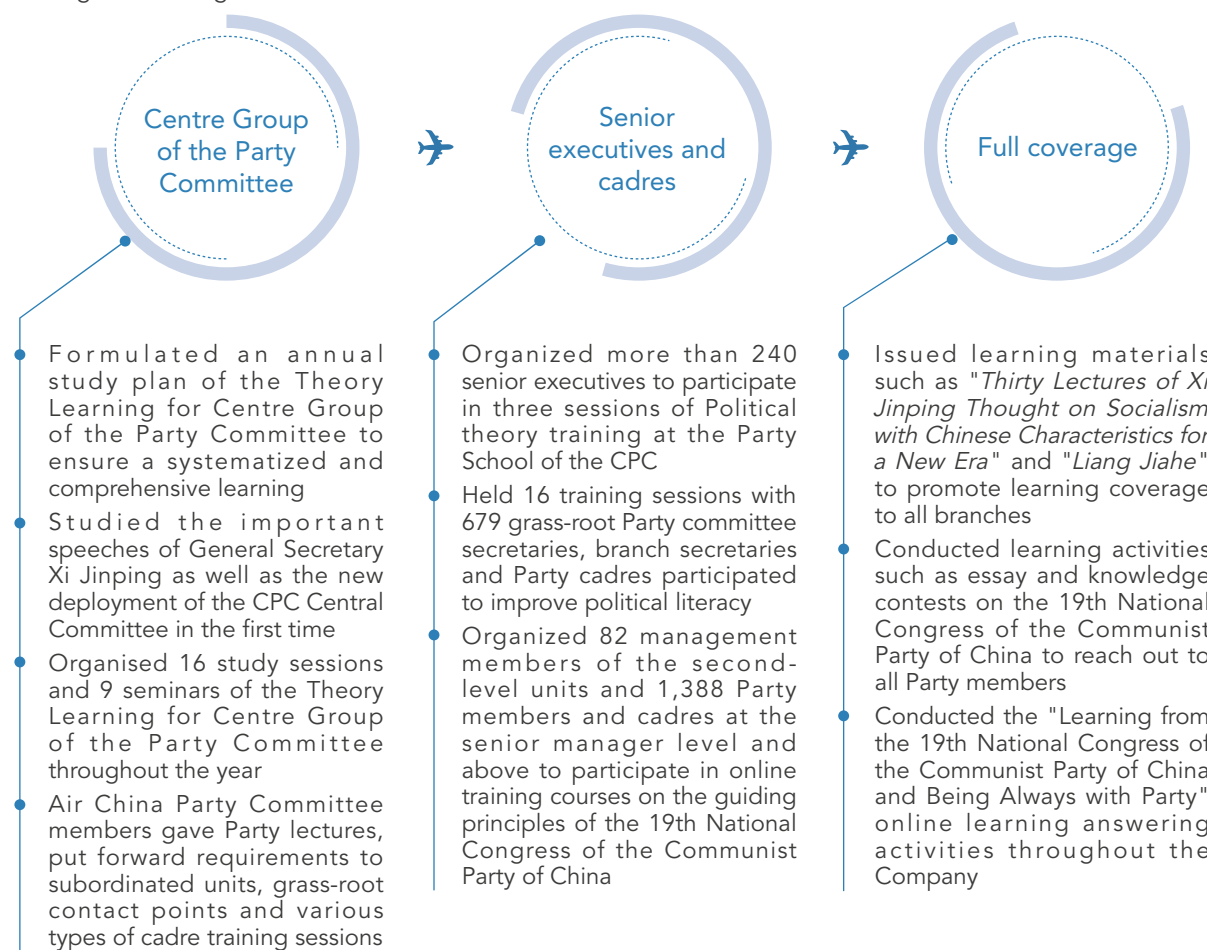 Centre Group
of the Party
Committee
Senior
executives and
cadres
Full coverage
Formulated an annual
study plan of the Theory
Learning for Centre Group
of the Party Committee to
ensure a systematized and
comprehensive learning
Studied the important
speeches of General Secretary
Xi Jinping as well as the new
deployment of the CPC Central
Committee in the first time
Organised 16 study sessions
and 9 seminars of the Theory
Learning for Centre Group
of the Party Committee
throughout the year
Air China Party Committee
members gave Party lectures,
put forward requirements to
subordinated units, grass-root
contact points and various
types of cadre training sessions
Organized more than 240
senior executives to participate
in three sessions of Political
theory training at the Party
School of the CPC
Held 16 training sessions with
679 grass-root Party committee
secretaries, branch secretaries
and Party cadres participated
to improve political literacy
Organized 82 management
members of the second-
level units and 1,388 Party
members and cadres at the
senior manager level and
above to participate in online
training courses on the guiding
principles of the 19th National
Congress of the Communist
Party of China
Issued learning materials
such as "Thirty Lectures of Xi
Jinping Thought on Socialism
with Chinese Characteristics for
a New Era" and "Liang Jiahe"
to promote learning coverage
to all branches
Conducted learning activities
such as essay and knowledge
contests on the 19th National
Congress of the Communist
Party of China to reach out to
all Party members
Conducted the "Learning from
the 19th National Congress of
the Communist Party of China
and Being Always with Party"
online learning answering
activities throughout the
Company